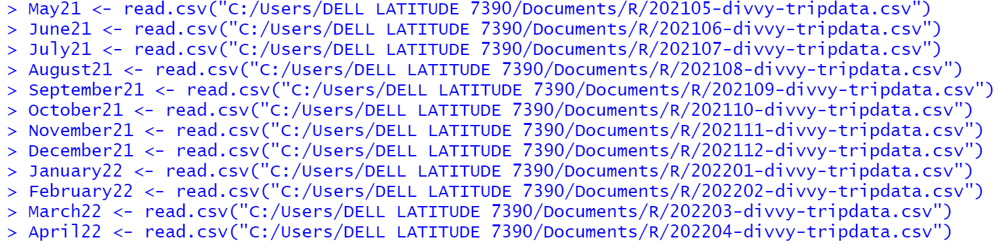 > May21 <- read.csv("C:/Users/DELL LATITUDE 7390/Documents/R/202105-divvy-tripdata.csv")
> June21 <- read.csv("C:/Users/DELL LATITUDE 7390/Documents/R/202106-divvy-tripdata.csv")
> July21 <- read.csv("C:/Users/DELL LATITUDE 7390/Documents/R/202107-divvy-tripdata.csv")
> August21 <- read.csv("C:/Users/DELL LATITUDE 7390/Documents/R/202108-divvy-tripdata.csv")
> September21 <- read.csv("C:/Users/DELL LATITUDE 7390/Documents/R/202109-divvy-tripdata.csv")
> October21 <- read.csv("C:/Users/DELL LATITUDE 7390/Documents/R/202110-divvy-tripdata.csv")
> November21 <- read.csv("C:/Users/DELL LATITUDE 7390/Documents/R/202111-divvy-tripdata.csv")
> December21 <- read.csv("C:/Users/DELL LATITUDE 7390/Documents/R/202112-divvy-tripdata.csv")
> January22 <- read.csv("C:/Users/DELL LATITUDE 7390/Documents/R/202201-divvy-tripdata.csv")
> February22 <- read.csv("C:/Users/DELL LATITUDE 7390/Documents/R/202202-divvy-tripdata.csv")
> March22 <- read.csv("C:/Users/DELL LATITUDE 7390/Documents/R/202203-divvy-tripdata.csv")
> April22 <- read.csv("C:/Users/DELL LATITUDE 7390/Documents/R/202204-divvy-tripdata.csv")